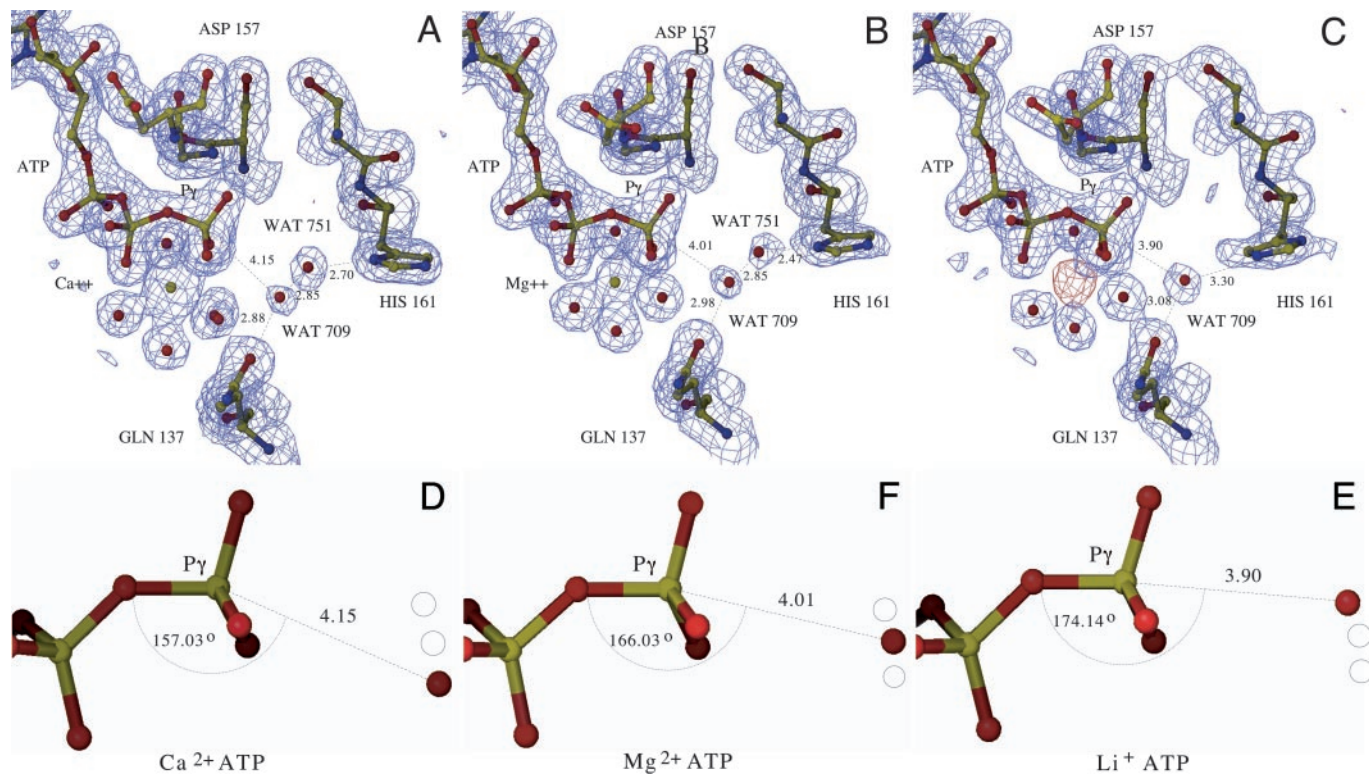 ASP 157
A
ATP
Pγ
WAT 751
4.15
2.70
Ca++
2.85
HIS 161
2.88
WAT 709
GLN 137
ASP 157
B
B
ATP
Pγ
WAT 751
4.01
2.47
2.85
Mg++
2.98
HIS 161
WAT 709
GLN 137
ASP 157
C
ATP
Pγ
3.90
3.30
3.08
HIS 161
WAT 709
GLN 137
D
Pγ
4.15
157.03 o
Ca 2+ ATP
F
Pγ
4.01
166.03 o
Mg 2+ ATP
E
Pγ
3.90
174.14 o
Li + ATP